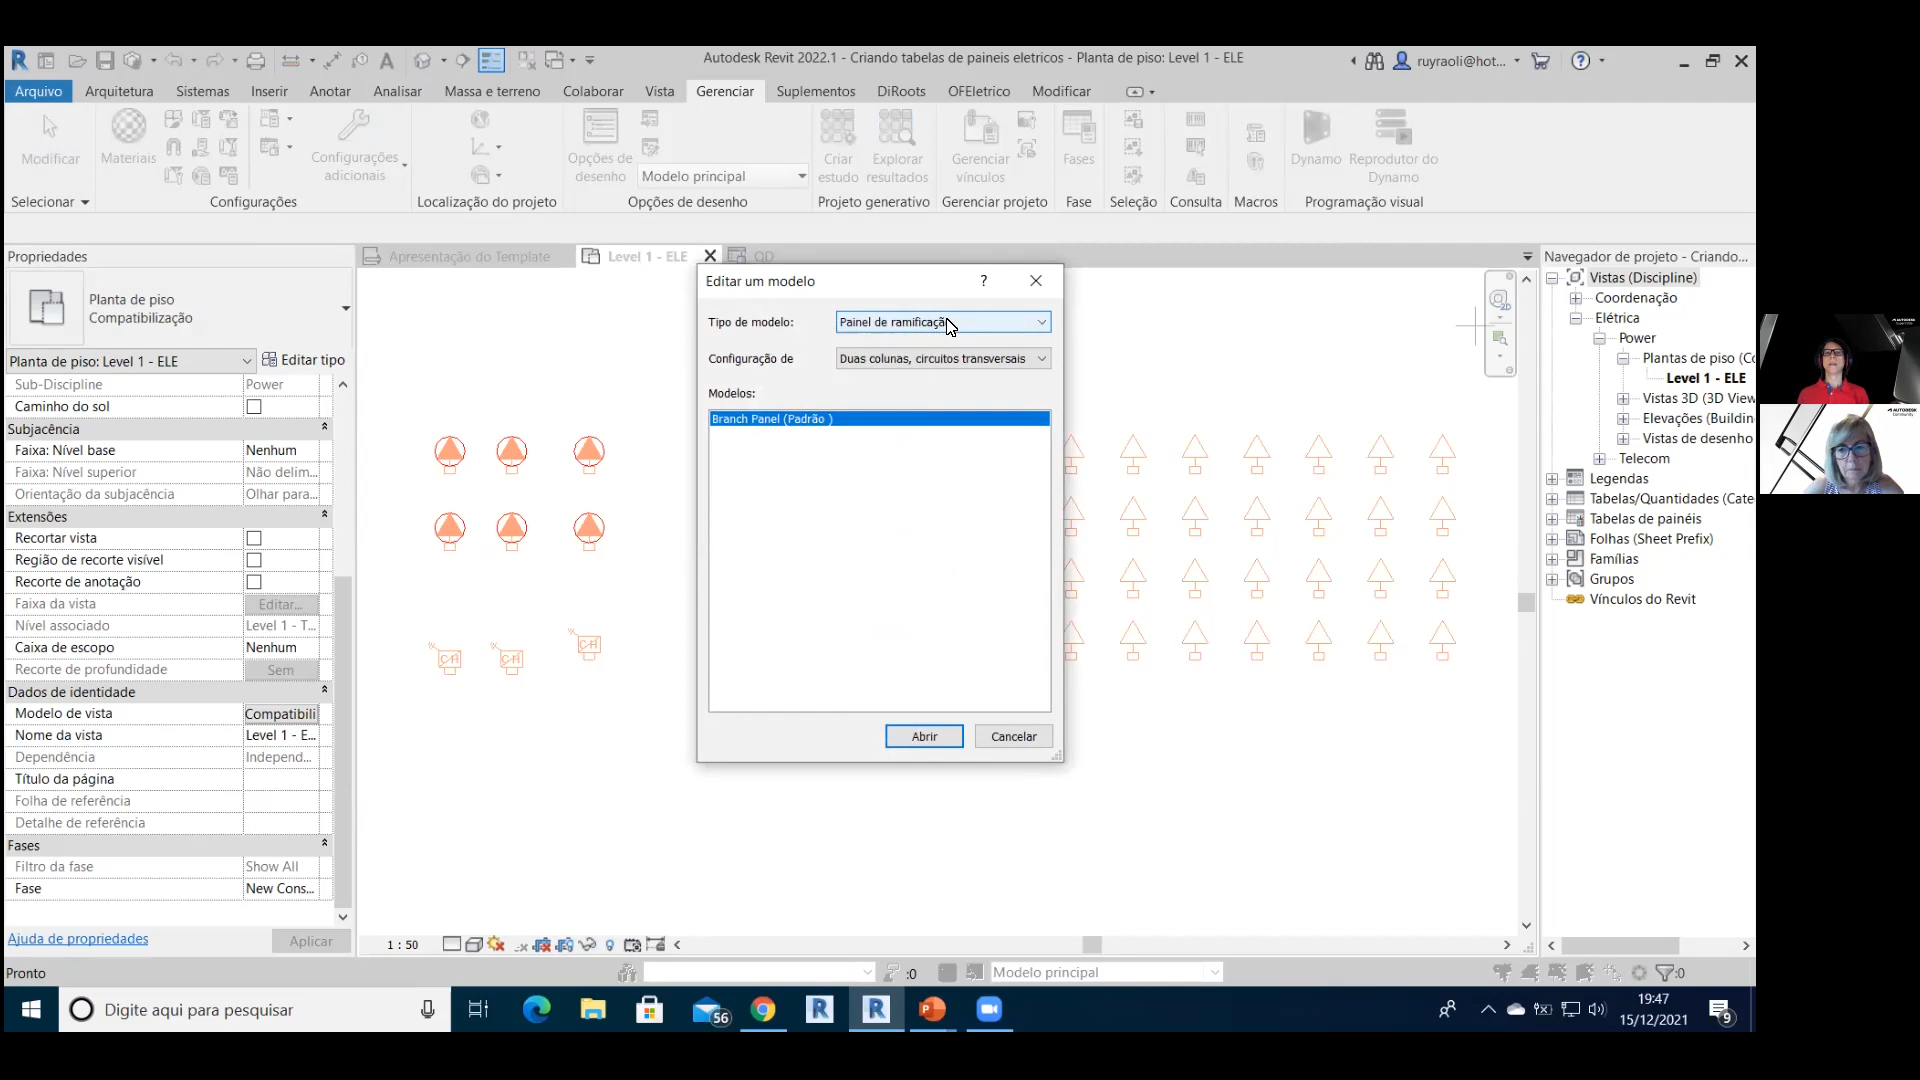 Autodesk Revit 2022.1 - Criando tabelas de paineis eletricos - Planta de piso: Level 1 - ELE
ruyraoli@hot...
Arquivo Arquitetura Sistemas Inserir Anotar Analisar Massa e terreno Colaborar Vista Gerenciar Suplementos DiRoots OFEletrico Modificar
Modificar
Materiais
Configurações adicionais
Opções de desenho
Modelo principal
Criar estudo
Explorar resultados
Gerenciar vínculos
Fases
Dynamo
Reprodutor do Dynamo
Selecionar
Configurações
Localização do projeto
Opções de desenho
Projeto generativo
Gerenciar projeto
Fase
Seleção
Consulta
Macros
Programação visual
Propriedades
Planta de piso
Compatibilização
Planta de piso: Level 1 - ELE
Editar tipo
Sub-Discipline Power
Caminho do sol
Subjacência
Faixa: Nível base Nenhum
Faixa: Nível superior Não delim...
Orientação da subjacência Olhar para...
Extensões
Recortar vista
Região de recorte visível
Recorte de anotação
Faixa da vista Editar...
Nível associado Level 1 - T...
Caixa de escopo Nenhum
Recorte de profundidade Sem
Dados de identidade
Modelo de vista Compatibili
Nome da vista Level 1 - E...
Dependência Independ...
Título da página
Folha de referência
Detalhe de referência
Fases
Filtro da fase Show All
Fase New Cons...
Ajuda de propriedades
Aplicar
Apresentação do Template
Level 1 - ELE
QD
Editar um modelo
?
Tipo de modelo: Painel de ramificação
Configuração de Duas colunas, circuitos transversais
Modelos:
Branch Panel (Padrão )
Abrir
Cancelar
1 : 50
Navegador de projeto - Criando...
Vistas (Discipline)
Coordenação
Elétrica
Power
Plantas de piso (Co
Level 1 - ELE
Vistas 3D (3D View
Elevações (Building
Vistas de desenho
Telecom
Legendas
Tabelas/Quantidades (Cate
Tabelas de painéis
Folhas (Sheet Prefix)
Famílias
Grupos
Vínculos do Revit
Pronto
:0
Modelo principal
:0
Digite aqui para pesquisar
56
19:47
15/12/2021
9